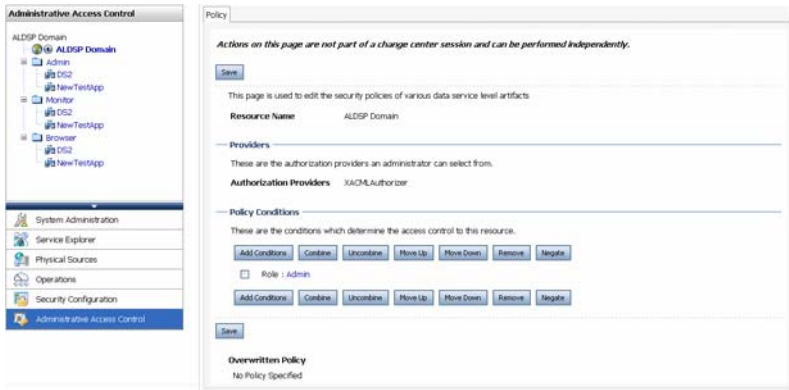 Administrative Access Control
ALDSP Domain
ALDSP Domain
Admin
DS2
NewTestApp
Monitor
DS2
NewTestApp
Browser
DS2
NewTestApp
System Administration
Service Explorer
Physical Sources
Operations
Security Configuration
Administrative Access Control
Policy
Actions on this page are not part of a change center session and can be performed independently.
Save
This page is used to edit the security policies of various data service level artifacts
Resource Name ALDSP Domain
Providers
These are the authorization providers an administrator can select from.
Authorization Providers XACMLAuthorizer
Policy Conditions
These are the conditions which determine the access control to this resource.
Add Conditions Combine Uncombine Move Up Move Down Remove Negate
Role : Admin
Add Conditions Combine Uncombine Move Up Move Down Remove Negate
Save
Overwritten Policy
No Policy Specified